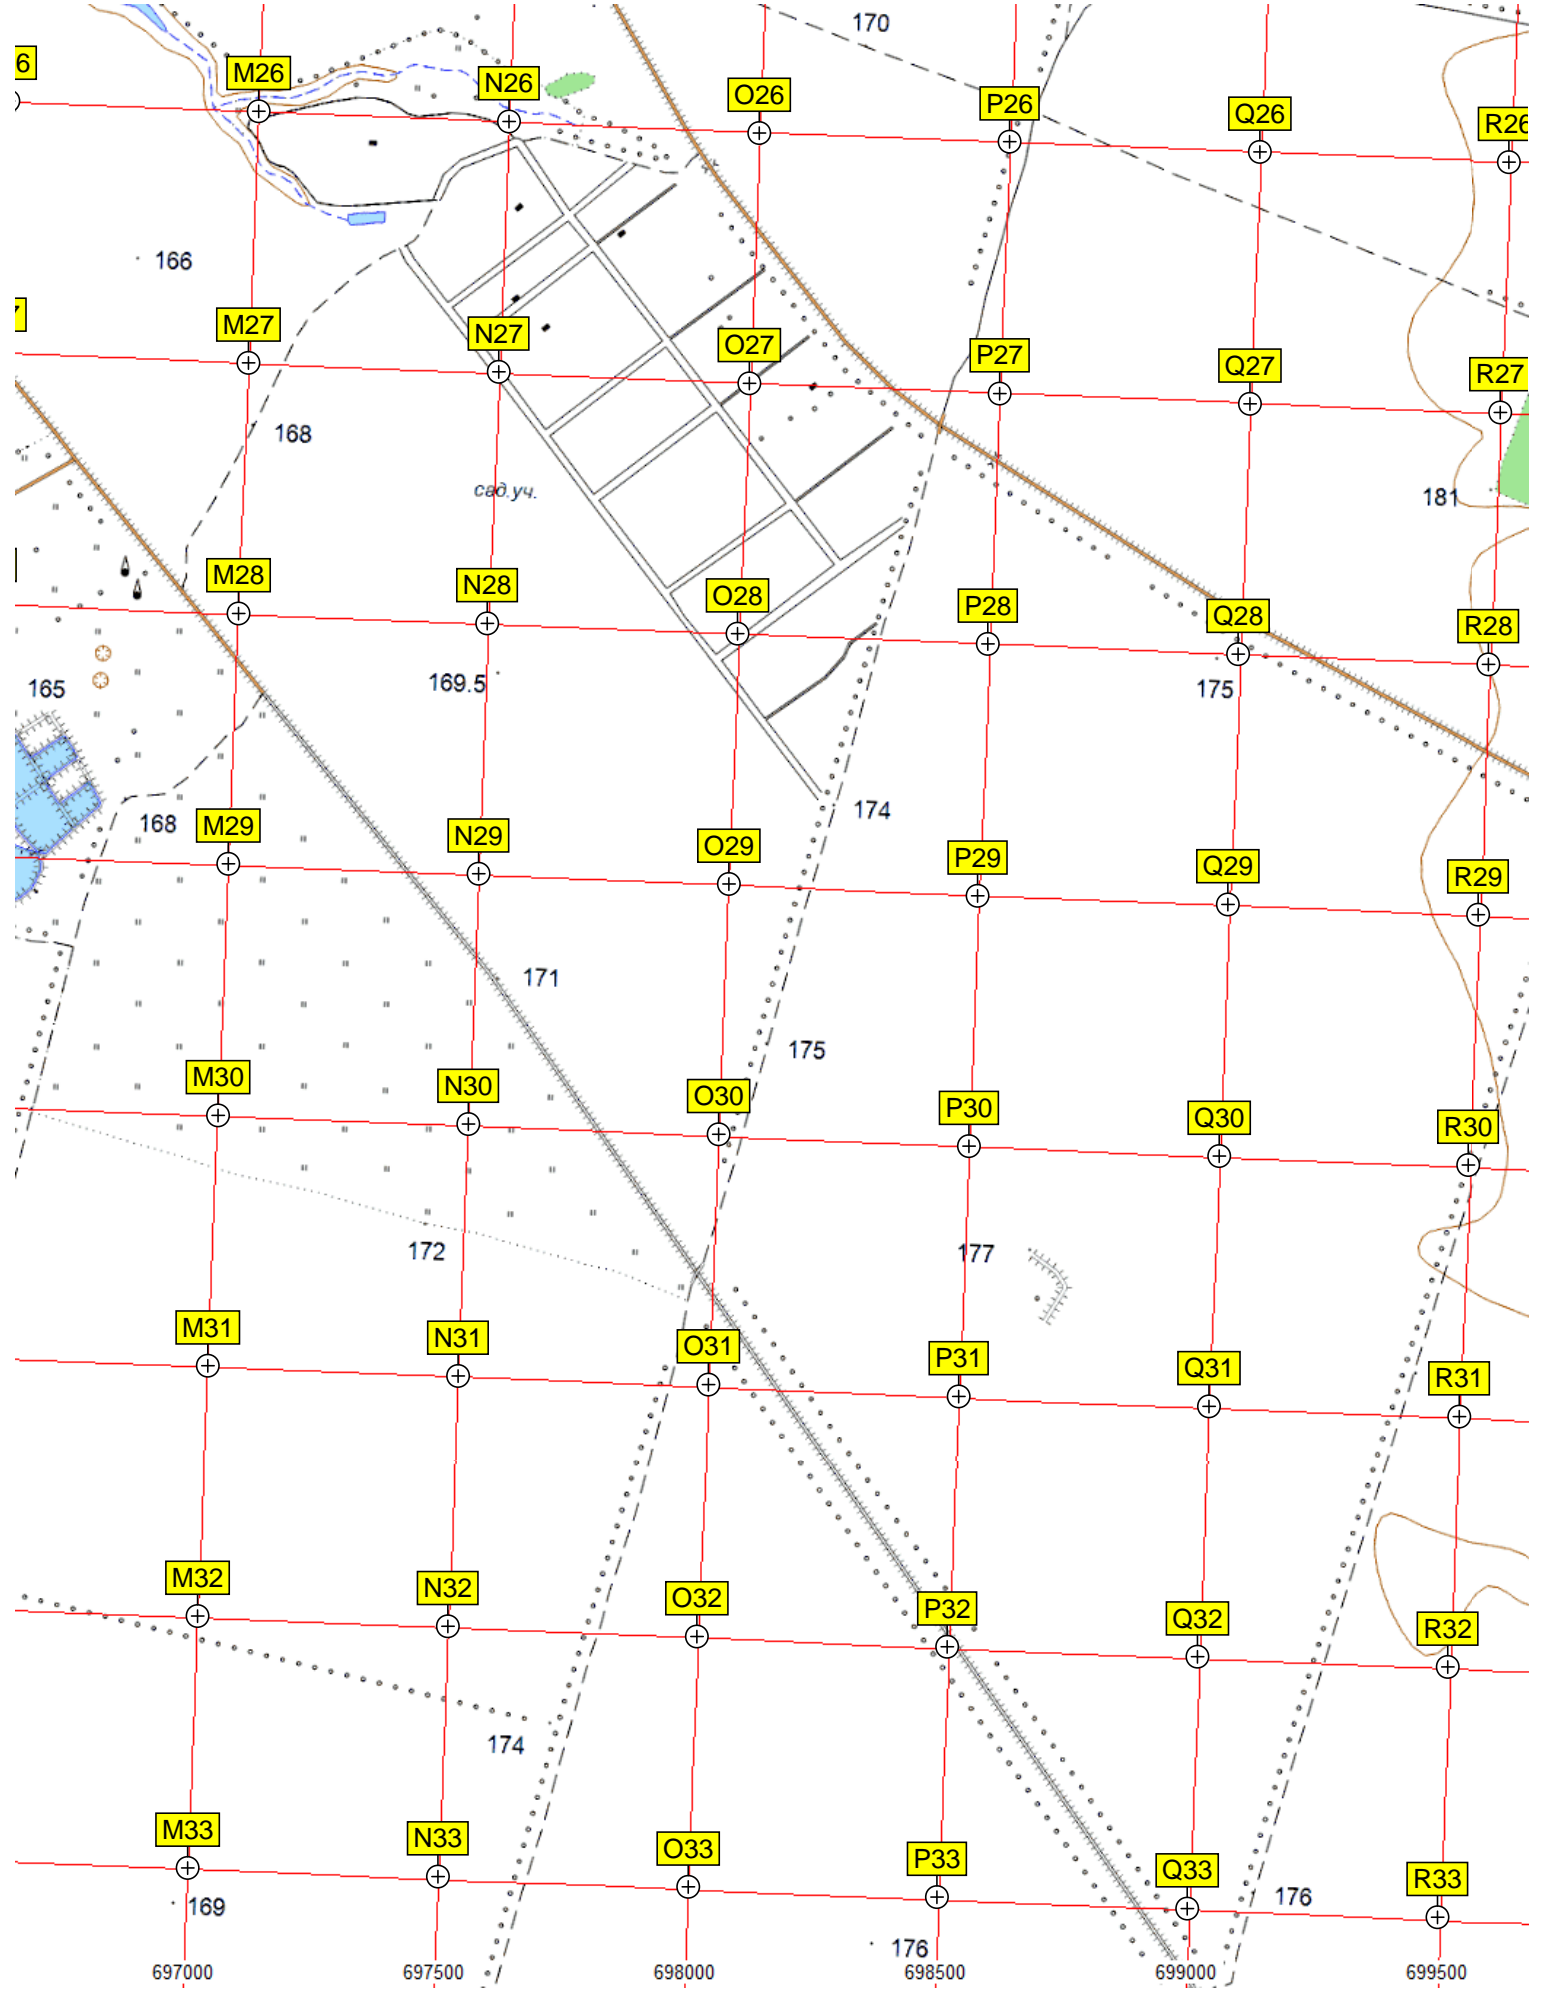 170
6
M26
N26
O26
P26
Q26
R26
166
7
M27
N27
O27
P27
Q27
R27
168
сад.уч.
181
M28
N28
O28
P28
Q28
R28
165
169.5
175
168
174
M29
N29
O29
P29
Q29
R29
171
175
M30
N30
O30
P30
Q30
R30
172
177
M31
N31
O31
P31
Q31
R31
M32
N32
O32
P32
Q32
R32
174
M33
N33
O33
P33
Q33
R33
169
176
176
697000 697500 698000 698500 699000 699500